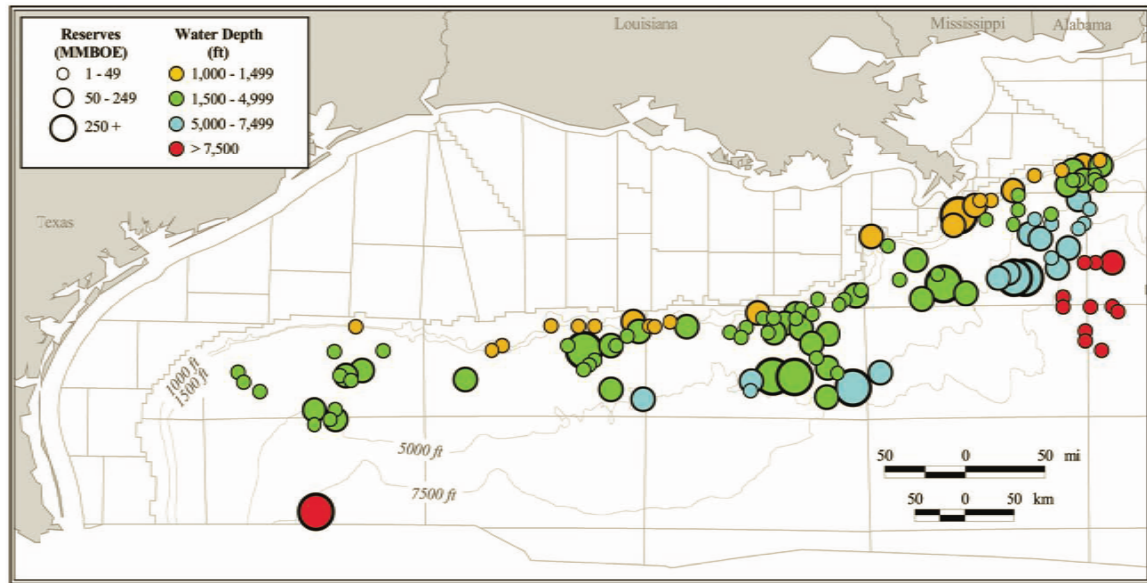 Louisiana
Mississippi
Alabama
Texas
Reserves
(MMBOE)
1 - 49
50 - 249
250 +
Water Depth
(ft)
1,000 - 1,499
1,500 - 4,999
5,000 - 7,499
> 7,500
1000 ft
1500 ft
5000 ft
7500 ft
50 0 50 mi
50 0 50 km